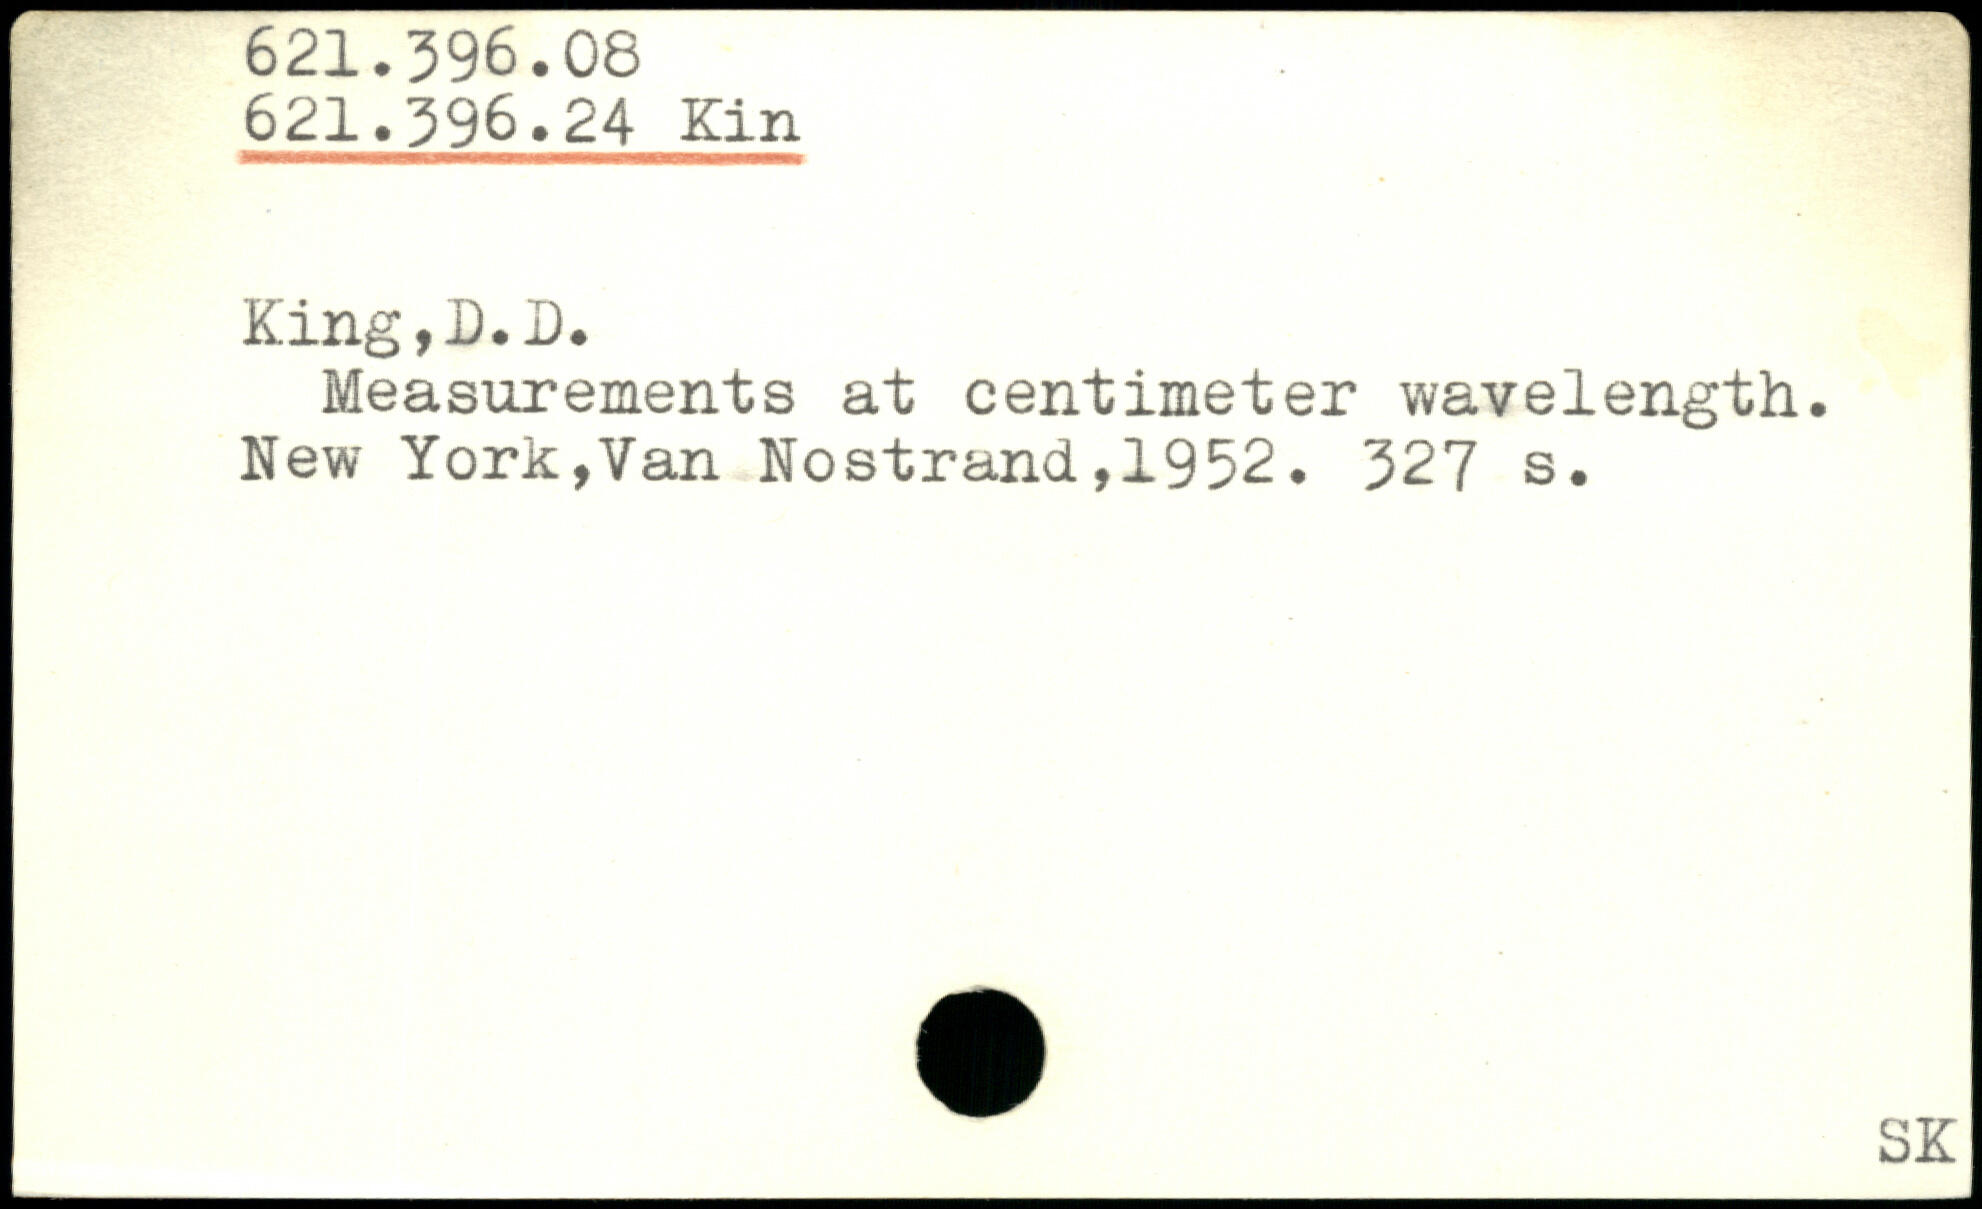 621.396.08
621.396.24 Kin
King,D.D.
Measurements at centimeter wavelength.
New York,Van Nostrand,1952. 327 s.
SK